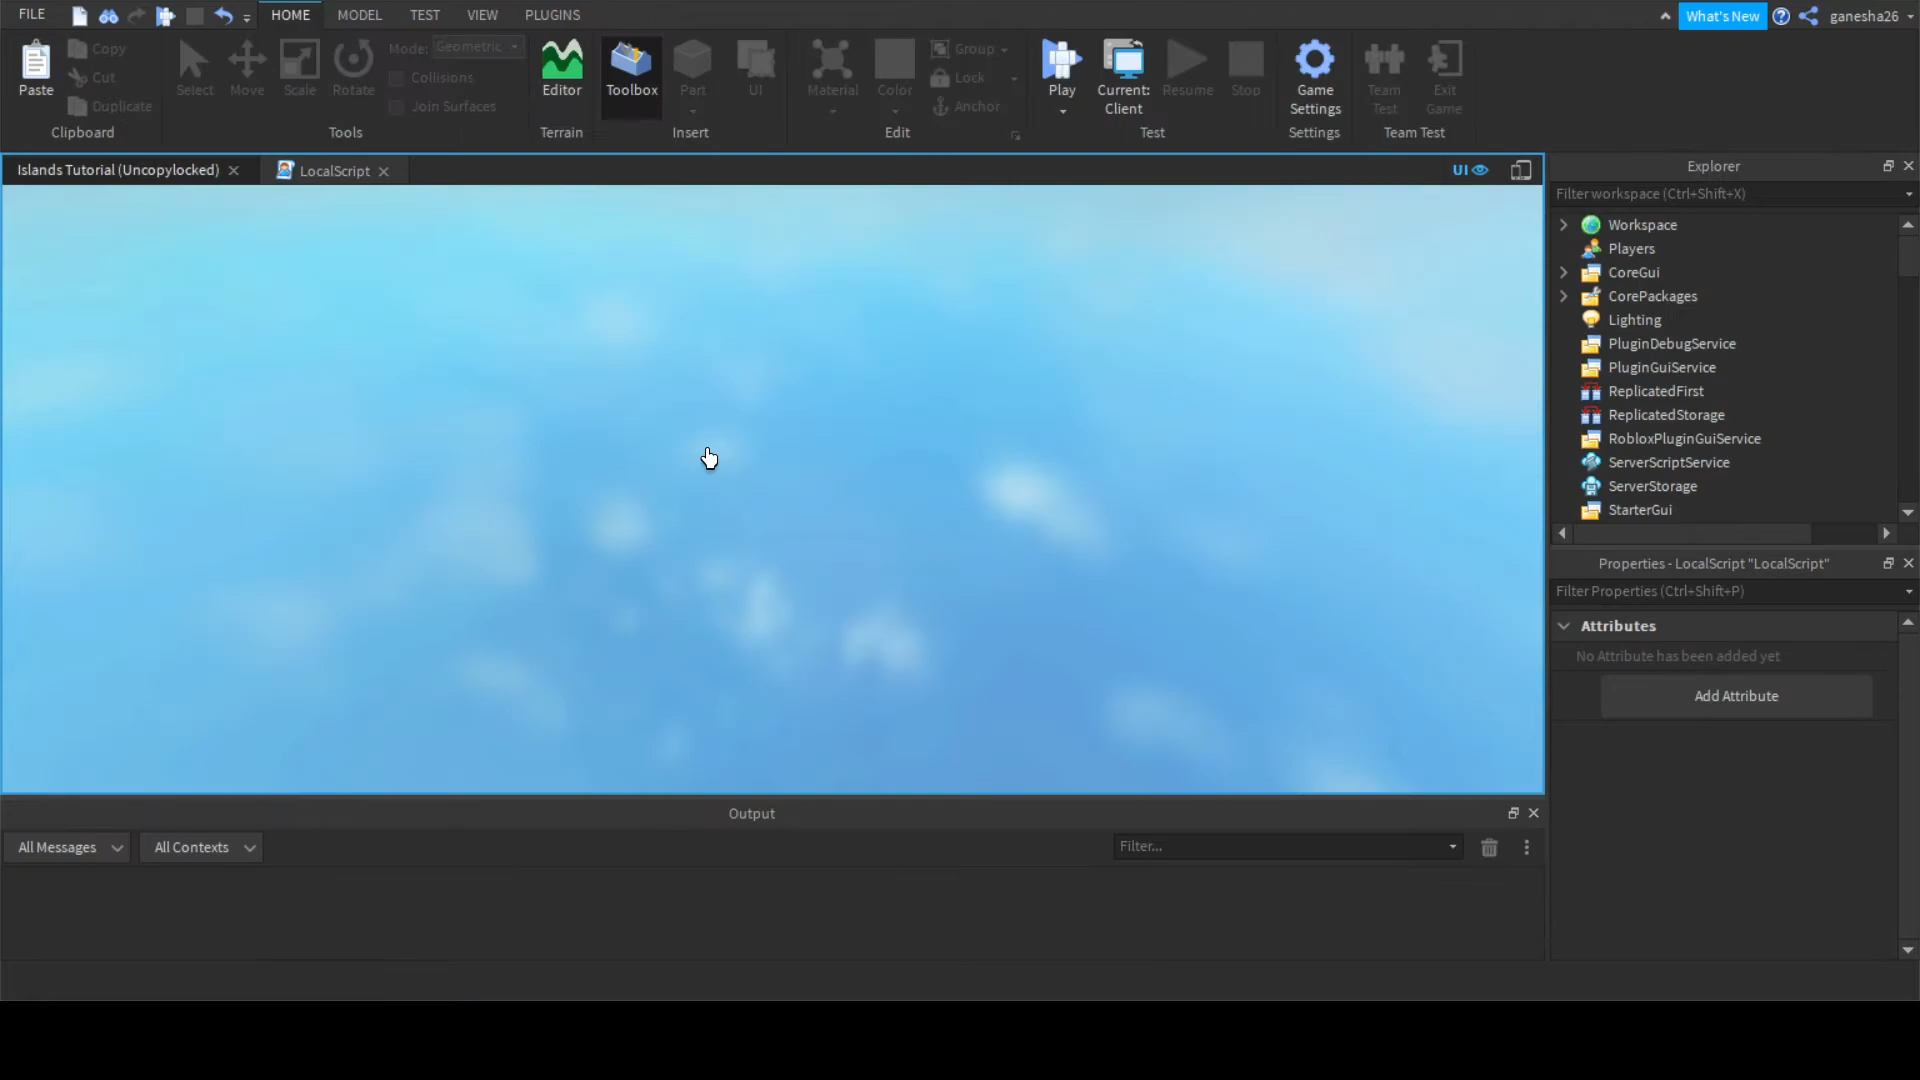 FILE
HOME
MODEL
TEST
VIEW
PLUGINS
What's New
ganesha26
Paste
Copy
Cut
Duplicate
Clipboard
Select
Move
Scale
Rotate
Mode:
Geometric
Collisions
Join Surfaces
Tools
Editor
Terrain
Toolbox
Part
UI
Insert
Material
Color
Group
Lock
Anchor
Edit
Play
Current:
Client
Resume
Stop
Test
Game
Settings
Settings
Team
Test
Exit
Game
Team Test
Islands Tutorial (Uncopylocked)
LocalScript
UI
Explorer
Filter workspace (Ctrl+Shift+X)
Workspace
Players
CoreGui
CorePackages
Lighting
PluginDebugService
PluginGuiService
ReplicatedFirst
ReplicatedStorage
RobloxPluginGuiService
ServerScriptService
ServerStorage
StarterGui
Properties - LocalScript "LocalScript"
Filter Properties (Ctrl+Shift+P)
Attributes
No Attribute has been added yet
Add Attribute
Output
All Messages
All Contexts
Filter...